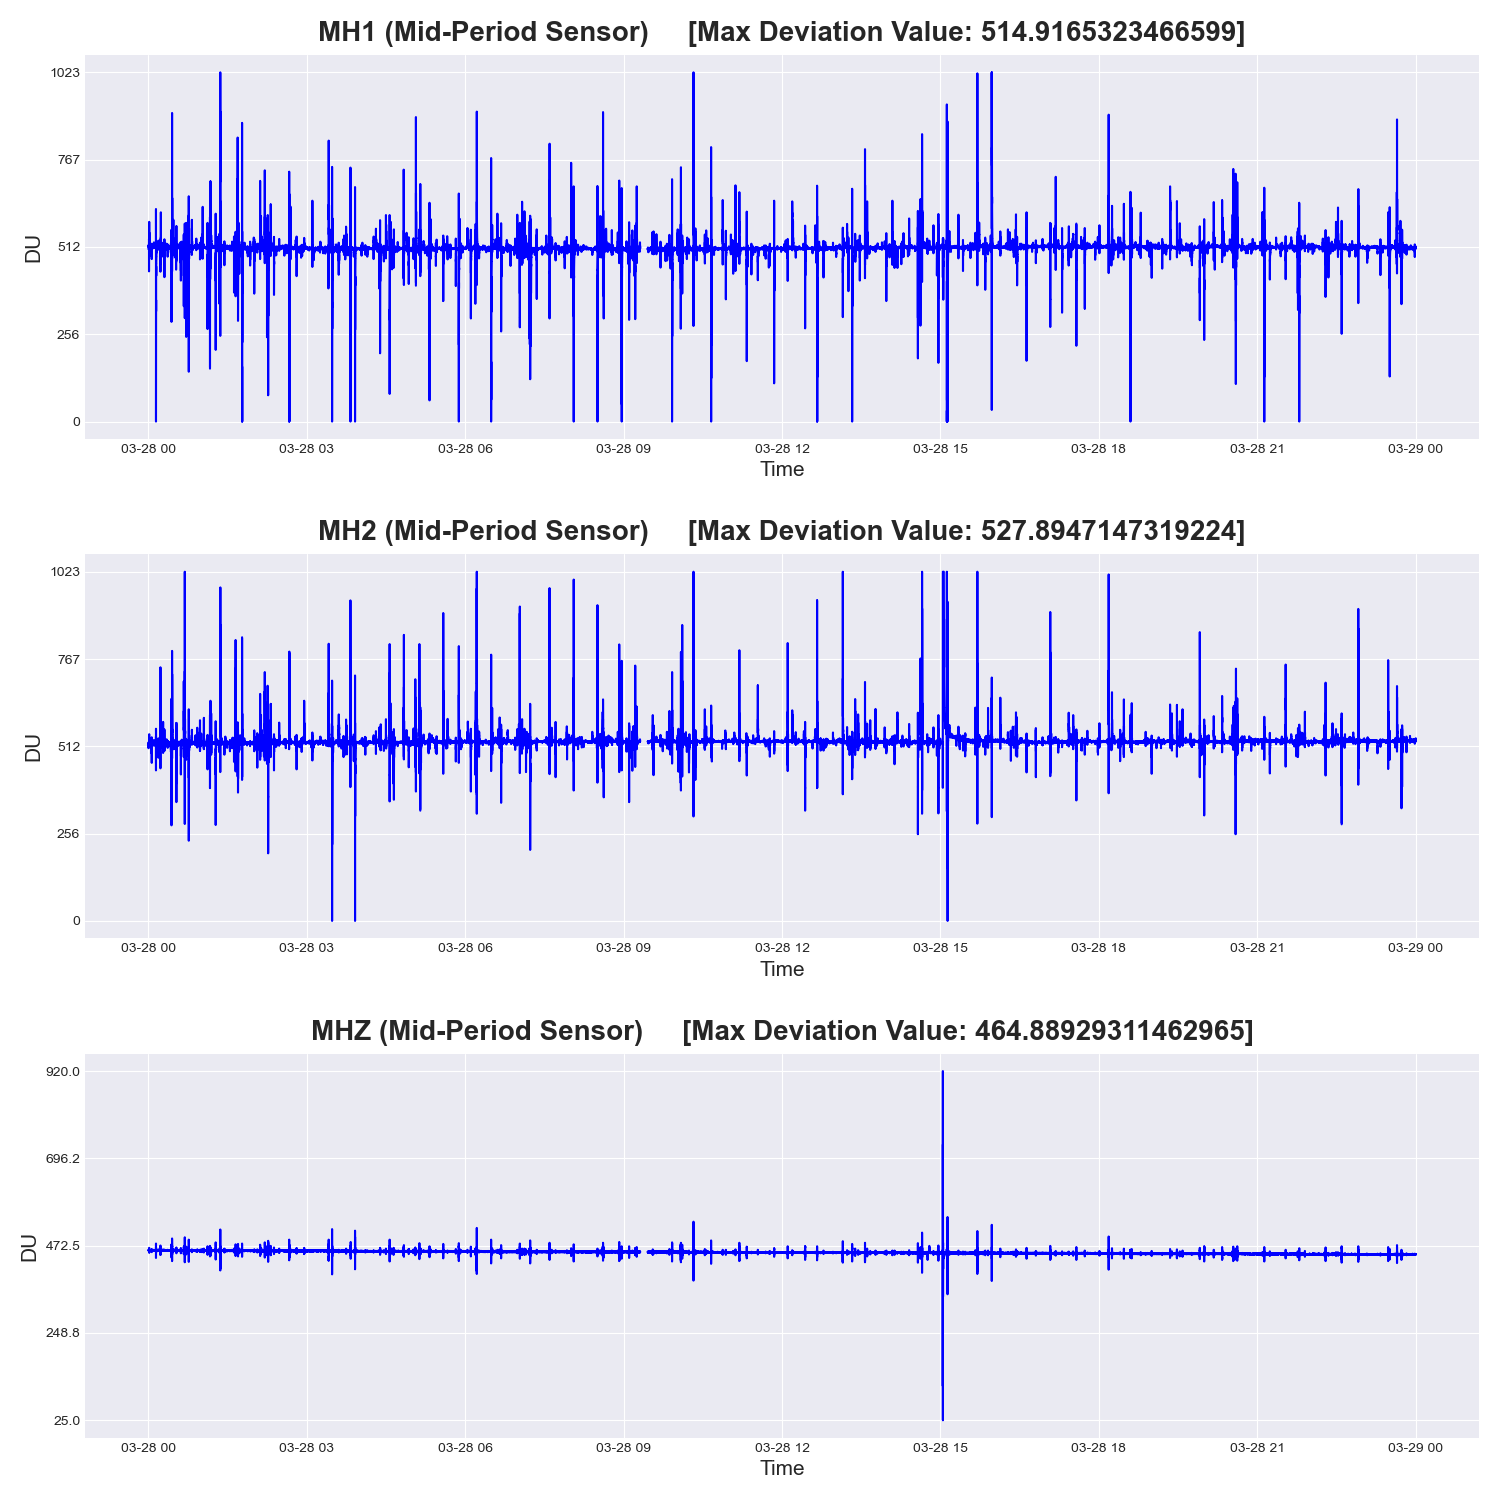 MH1 (Mid-Period Sensor) [Max Deviation Value: 514.9165323466599]
1023
767
512
256
0
DU
03-28 00 03-28 03 03-28 06 03-28 09 03-28 12 03-28 15 03-28 18 03-28 21 03-29 00
Time
MH2 (Mid-Period Sensor) [Max Deviation Value: 527.8947147319224]
1023
767
512
256
0
DU
03-28 00 03-28 03 03-28 06 03-28 09 03-28 12 03-28 15 03-28 18 03-28 21 03-29 00
Time
MHZ (Mid-Period Sensor) [Max Deviation Value: 464.88929311462965]
920.0
696.2
472.5
248.8
25.0
DU
03-28 00 03-28 03 03-28 06 03-28 09 03-28 12 03-28 15 03-28 18 03-28 21 03-29 00
Time